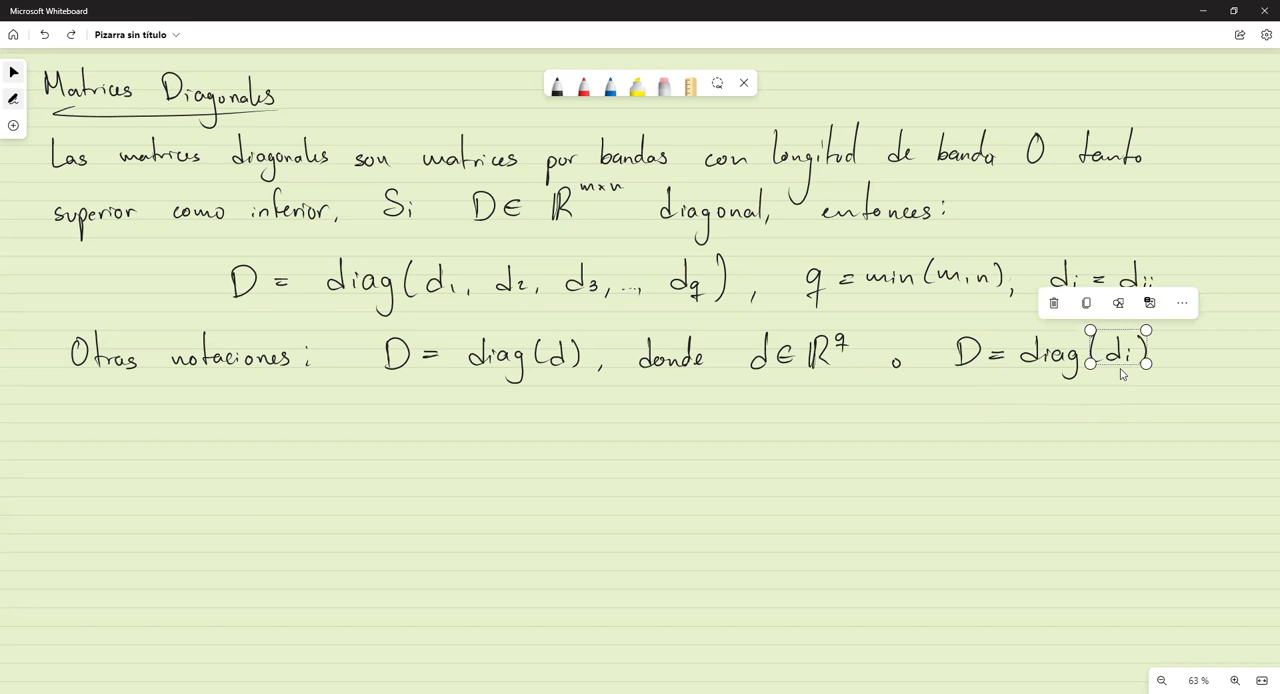 Microsoft Whiteboard
Pizarra sin título
Matrices Diagonales
Las matrices diagonales son matrices por bandas con longitud de banda 0 tanto
superior como inferior. Si D ∈ ℝ^{m×n} diagonal, entonces:
D = diag(d₁, d₂, d₃, ..., d_q), q = min(m,n), d_i = d_ii
Otras notaciones: D = diag(d), donde d ∈ ℝ^q o D = diag(d_i)
63 %